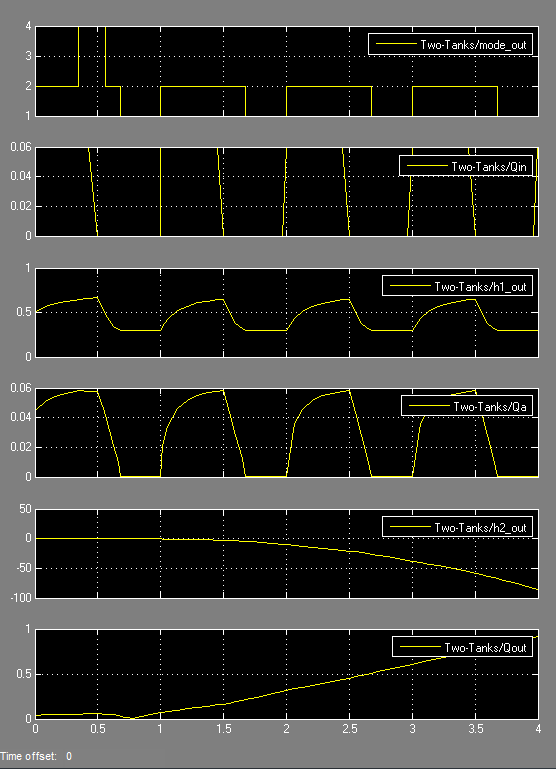 4
3
2
1
Two-Tanks/mode_out
0.06
0.04
0.02
0
Two-Tanks/Qin
1
0.5
0
Two-Tanks/h1_out
0.06
0.04
0.02
0
Two-Tanks/Qa
50
0
-50
-100
Two-Tanks/h2_out
1
0.5
0
Two-Tanks/Qout
0 0.5 1 1.5 2 2.5 3 3.5 4
Time offset: 0